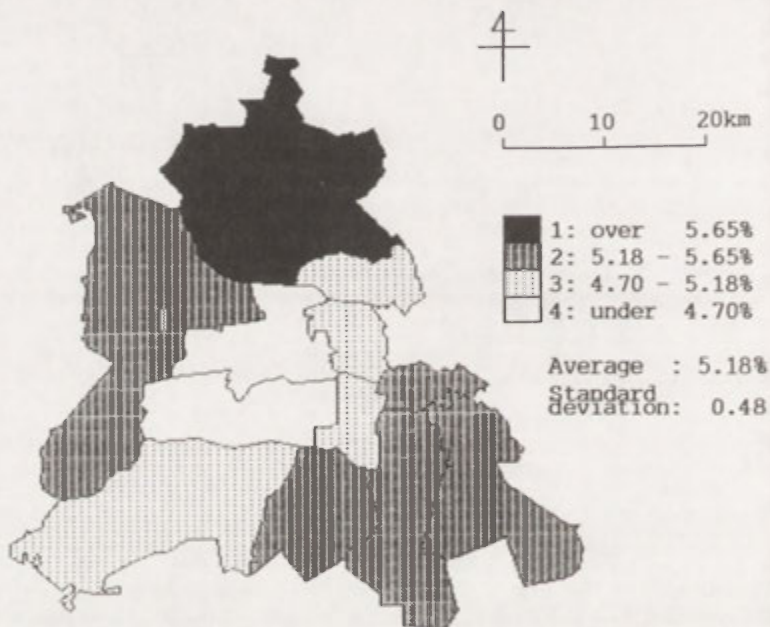 4
0 10 20km
1: over 5.65%
2: 5.18 - 5.65%
3: 4.70 - 5.18%
4: under 4.70%
Average : 5.18%
Standard
deviation: 0.48